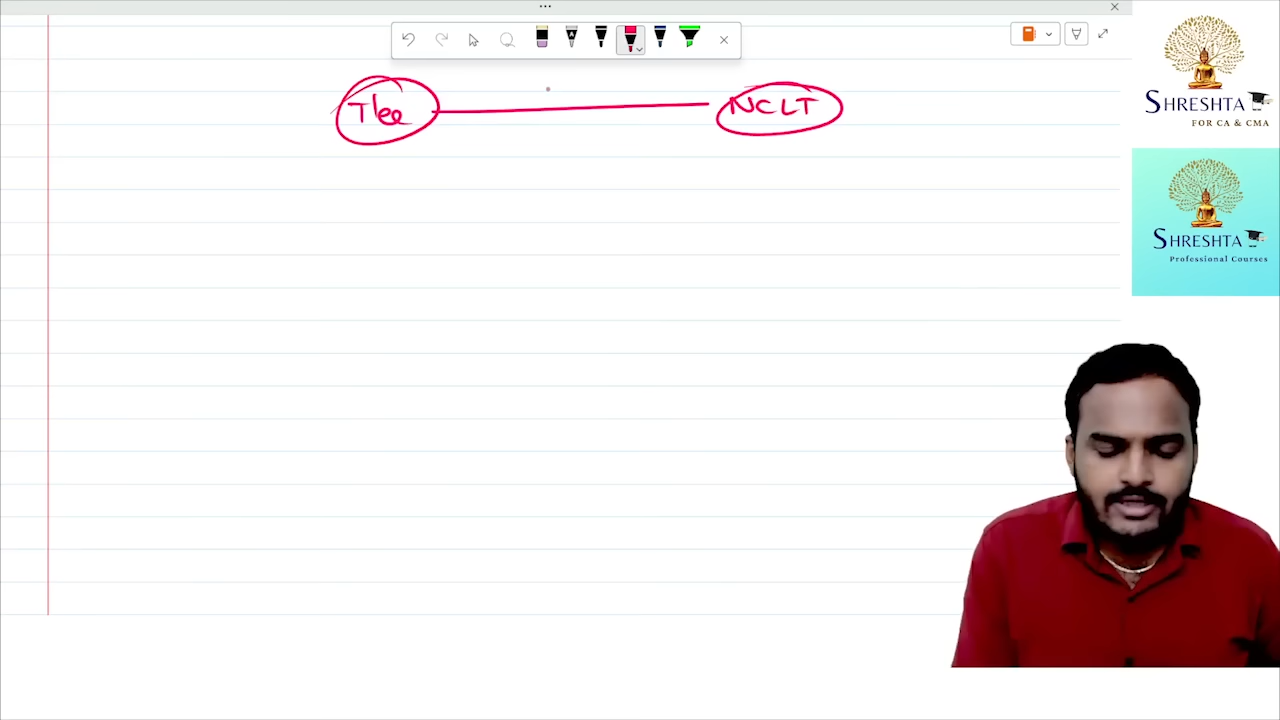 Tlee NCLT
SHRESHTA
FOR CA & CMA
SHRESHTA
Professional Courses